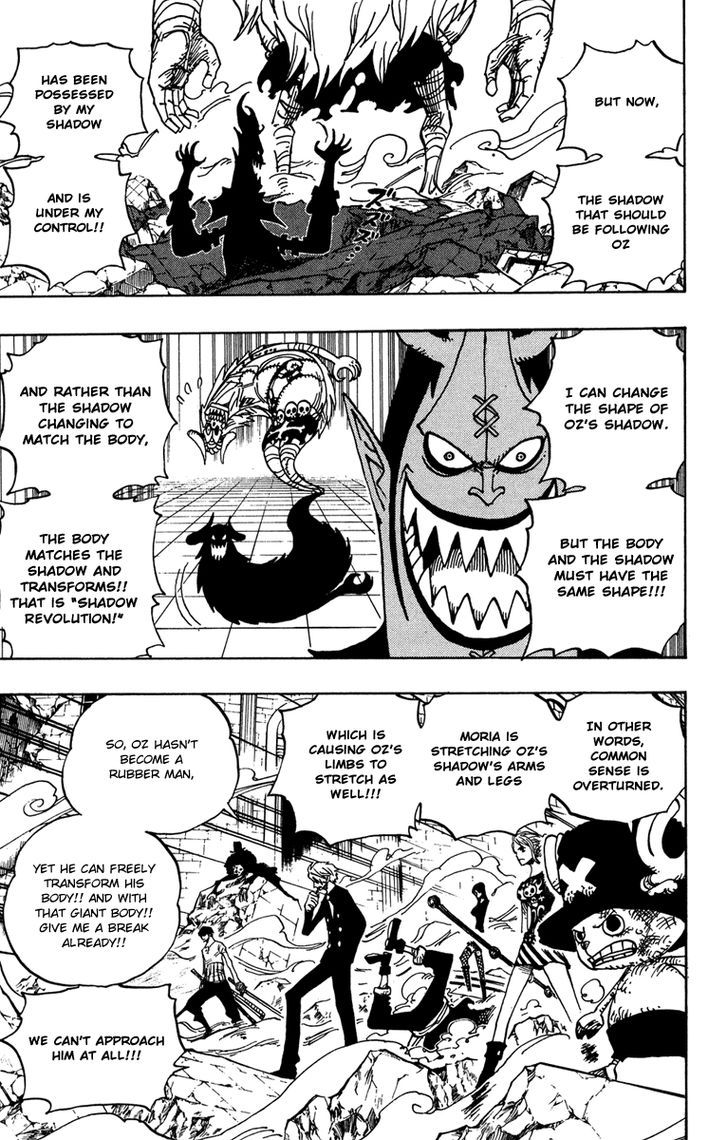 BUT NOW,
THE SHADOW
THAT SHOULD
BE FOLLOWING
OZ
HAS BEEN
POSSESSED
BY MY
SHADOW
AND IS
UNDER MY
CONTROL!!
ズズズ…
I CAN CHANGE
THE SHAPE OF
OZ'S SHADOW.
BUT THE BODY
AND THE SHADOW
MUST HAVE THE
SAME SHAPE!!!
AND RATHER THAN
THE SHADOW
CHANGING TO
MATCH THE BODY,
THE BODY
MATCHES THE
SHADOW AND
TRANSFORMS!!
THAT IS "SHADOW
REVOLUTION!"
IN OTHER
WORDS,
COMMON
SENSE IS
OVERTURNED.
MORIA IS
STRETCHING OZ'S
SHADOW'S ARMS
AND LEGS
WHICH IS
CAUSING OZ'S
LIMBS TO
STRETCH AS
WELL!!!
SO, OZ HASN'T
BECOME A
RUBBER MAN,
YET HE CAN FREELY
TRANSFORM HIS
BODY!! AND WITH
THAT GIANT BODY!!
GIVE ME A BREAK
ALREADY!!
WE CAN'T APPROACH
HIM AT ALL!!!